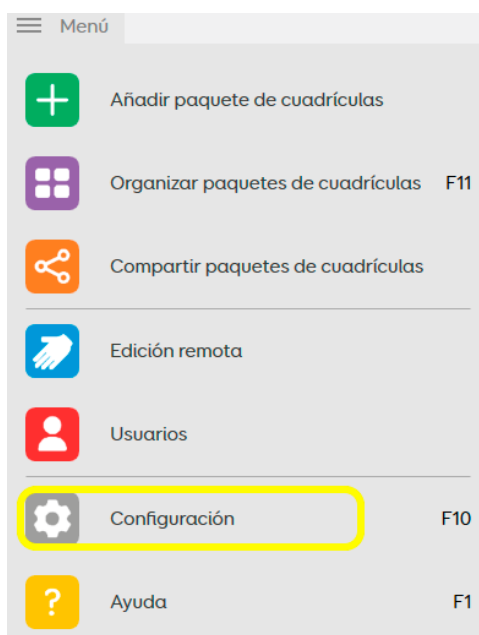 Menú
Añadir paquete de cuadrículas
Organizar paquetes de cuadrículas F11
Compartir paquetes de cuadrículas
Edición remota
Usuarios
Configuración F10
? Ayuda F1